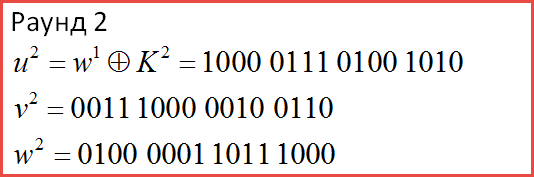 Раунд 2
u² = w¹ ⊕ K² = 1000 0111 0100 1010
v² = 0011 1000 0010 0110
w² = 0100 0001 1011 1000